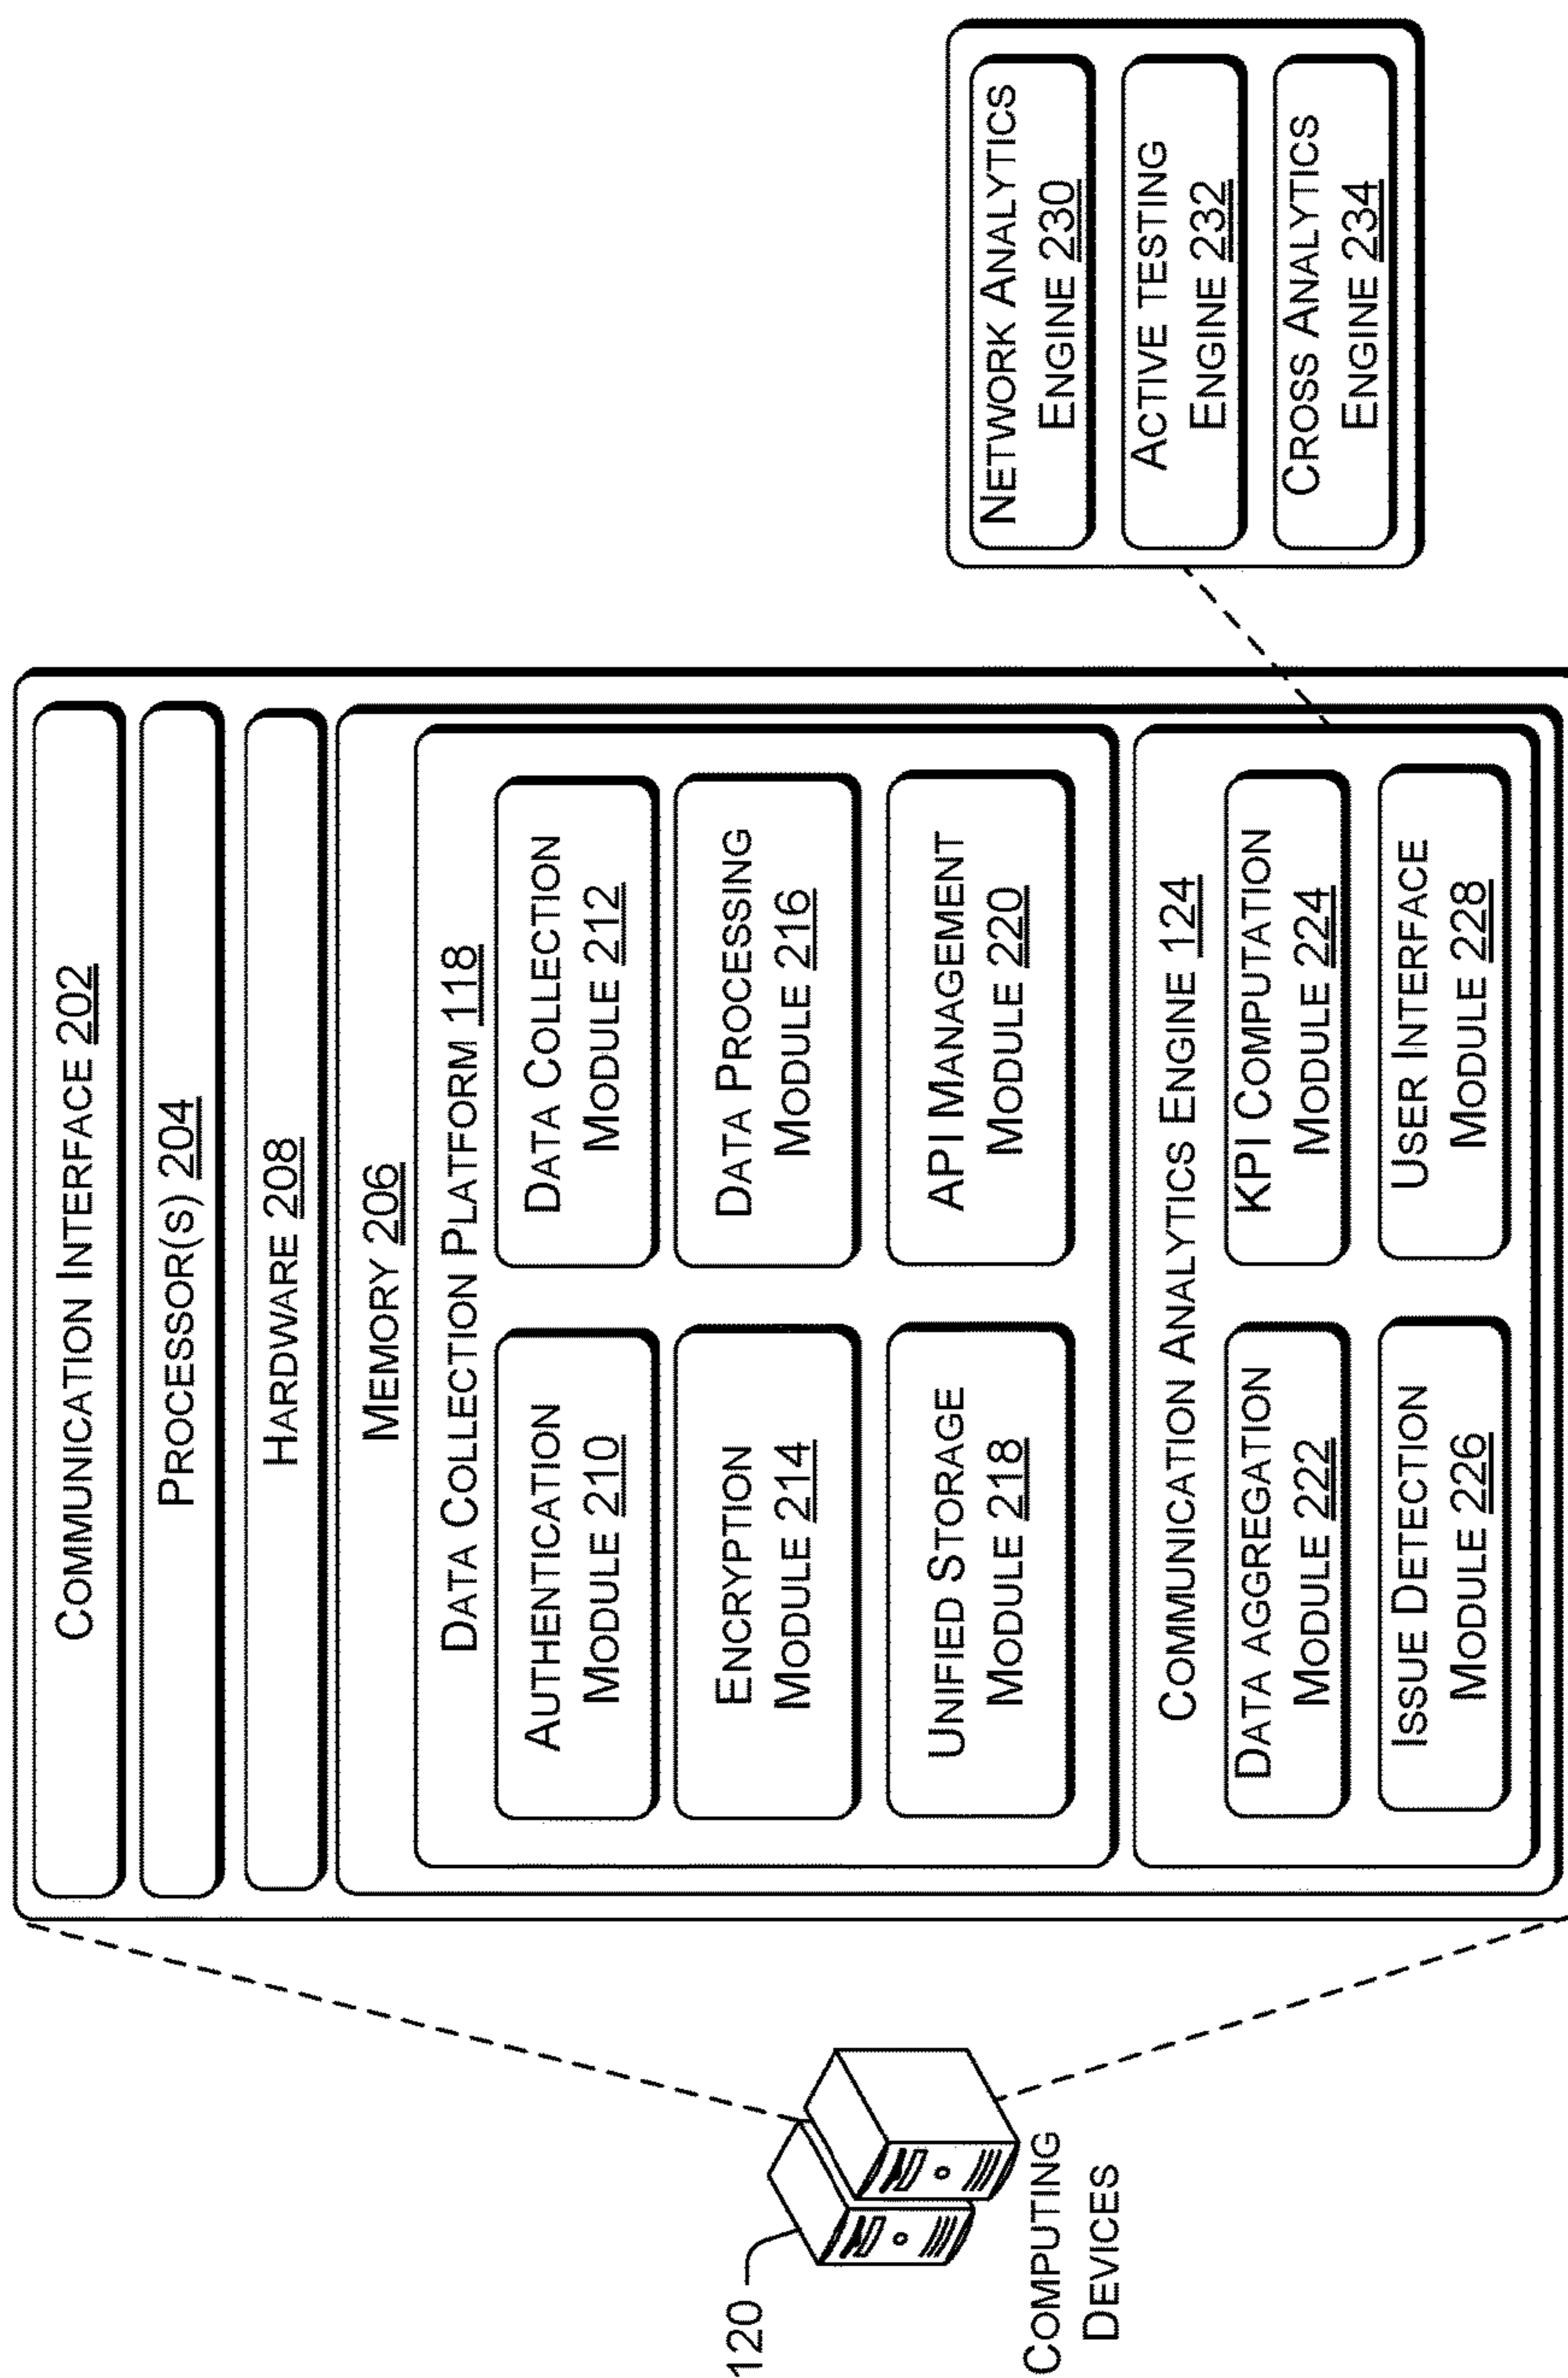 COMMUNICATION INTERFACE 202
PROCESSOR(S) 204
HARDWARE 208
MEMORY 206
DATA COLLECTION PLATFORM 118
AUTHENTICATION
MODULE 210
DATA COLLECTION
MODULE 212
ENCRYPTION
MODULE 214
DATA PROCESSING
MODULE 216
UNIFIED STORAGE
MODULE 218
API MANAGEMENT
MODULE 220
COMMUNICATION ANALYTICS ENGINE 124
DATA AGGREGATION
MODULE 222
KPI COMPUTATION
MODULE 224
ISSUE DETECTION
MODULE 226
USER INTERFACE
MODULE 228
NETWORK ANALYTICS
ENGINE 230
ACTIVE TESTING
ENGINE 232
CROSS ANALYTICS
ENGINE 234
120
COMPUTING
DEVICES